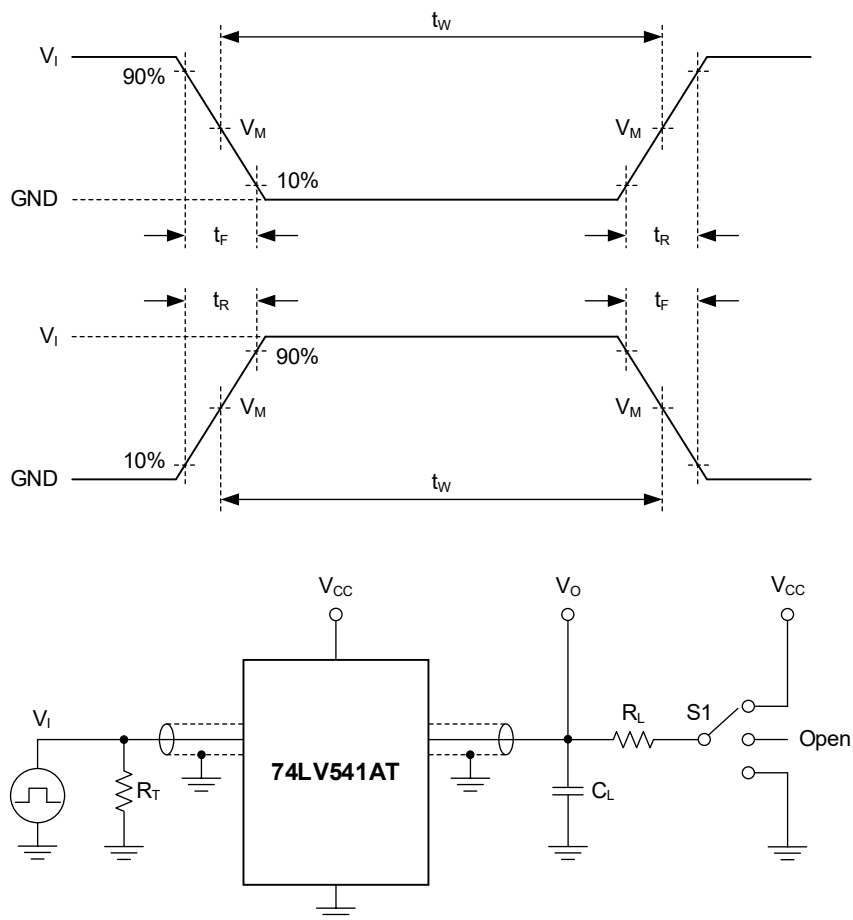 t_W
V_I
90%
V_M V_M
10%
GND
t_F t_R
t_R t_F
V_I
90%
V_M V_M
10%
GND
t_W
V_CC V_O V_CC
V_I R_L S1
Open
74LV541AT
R_T C_L